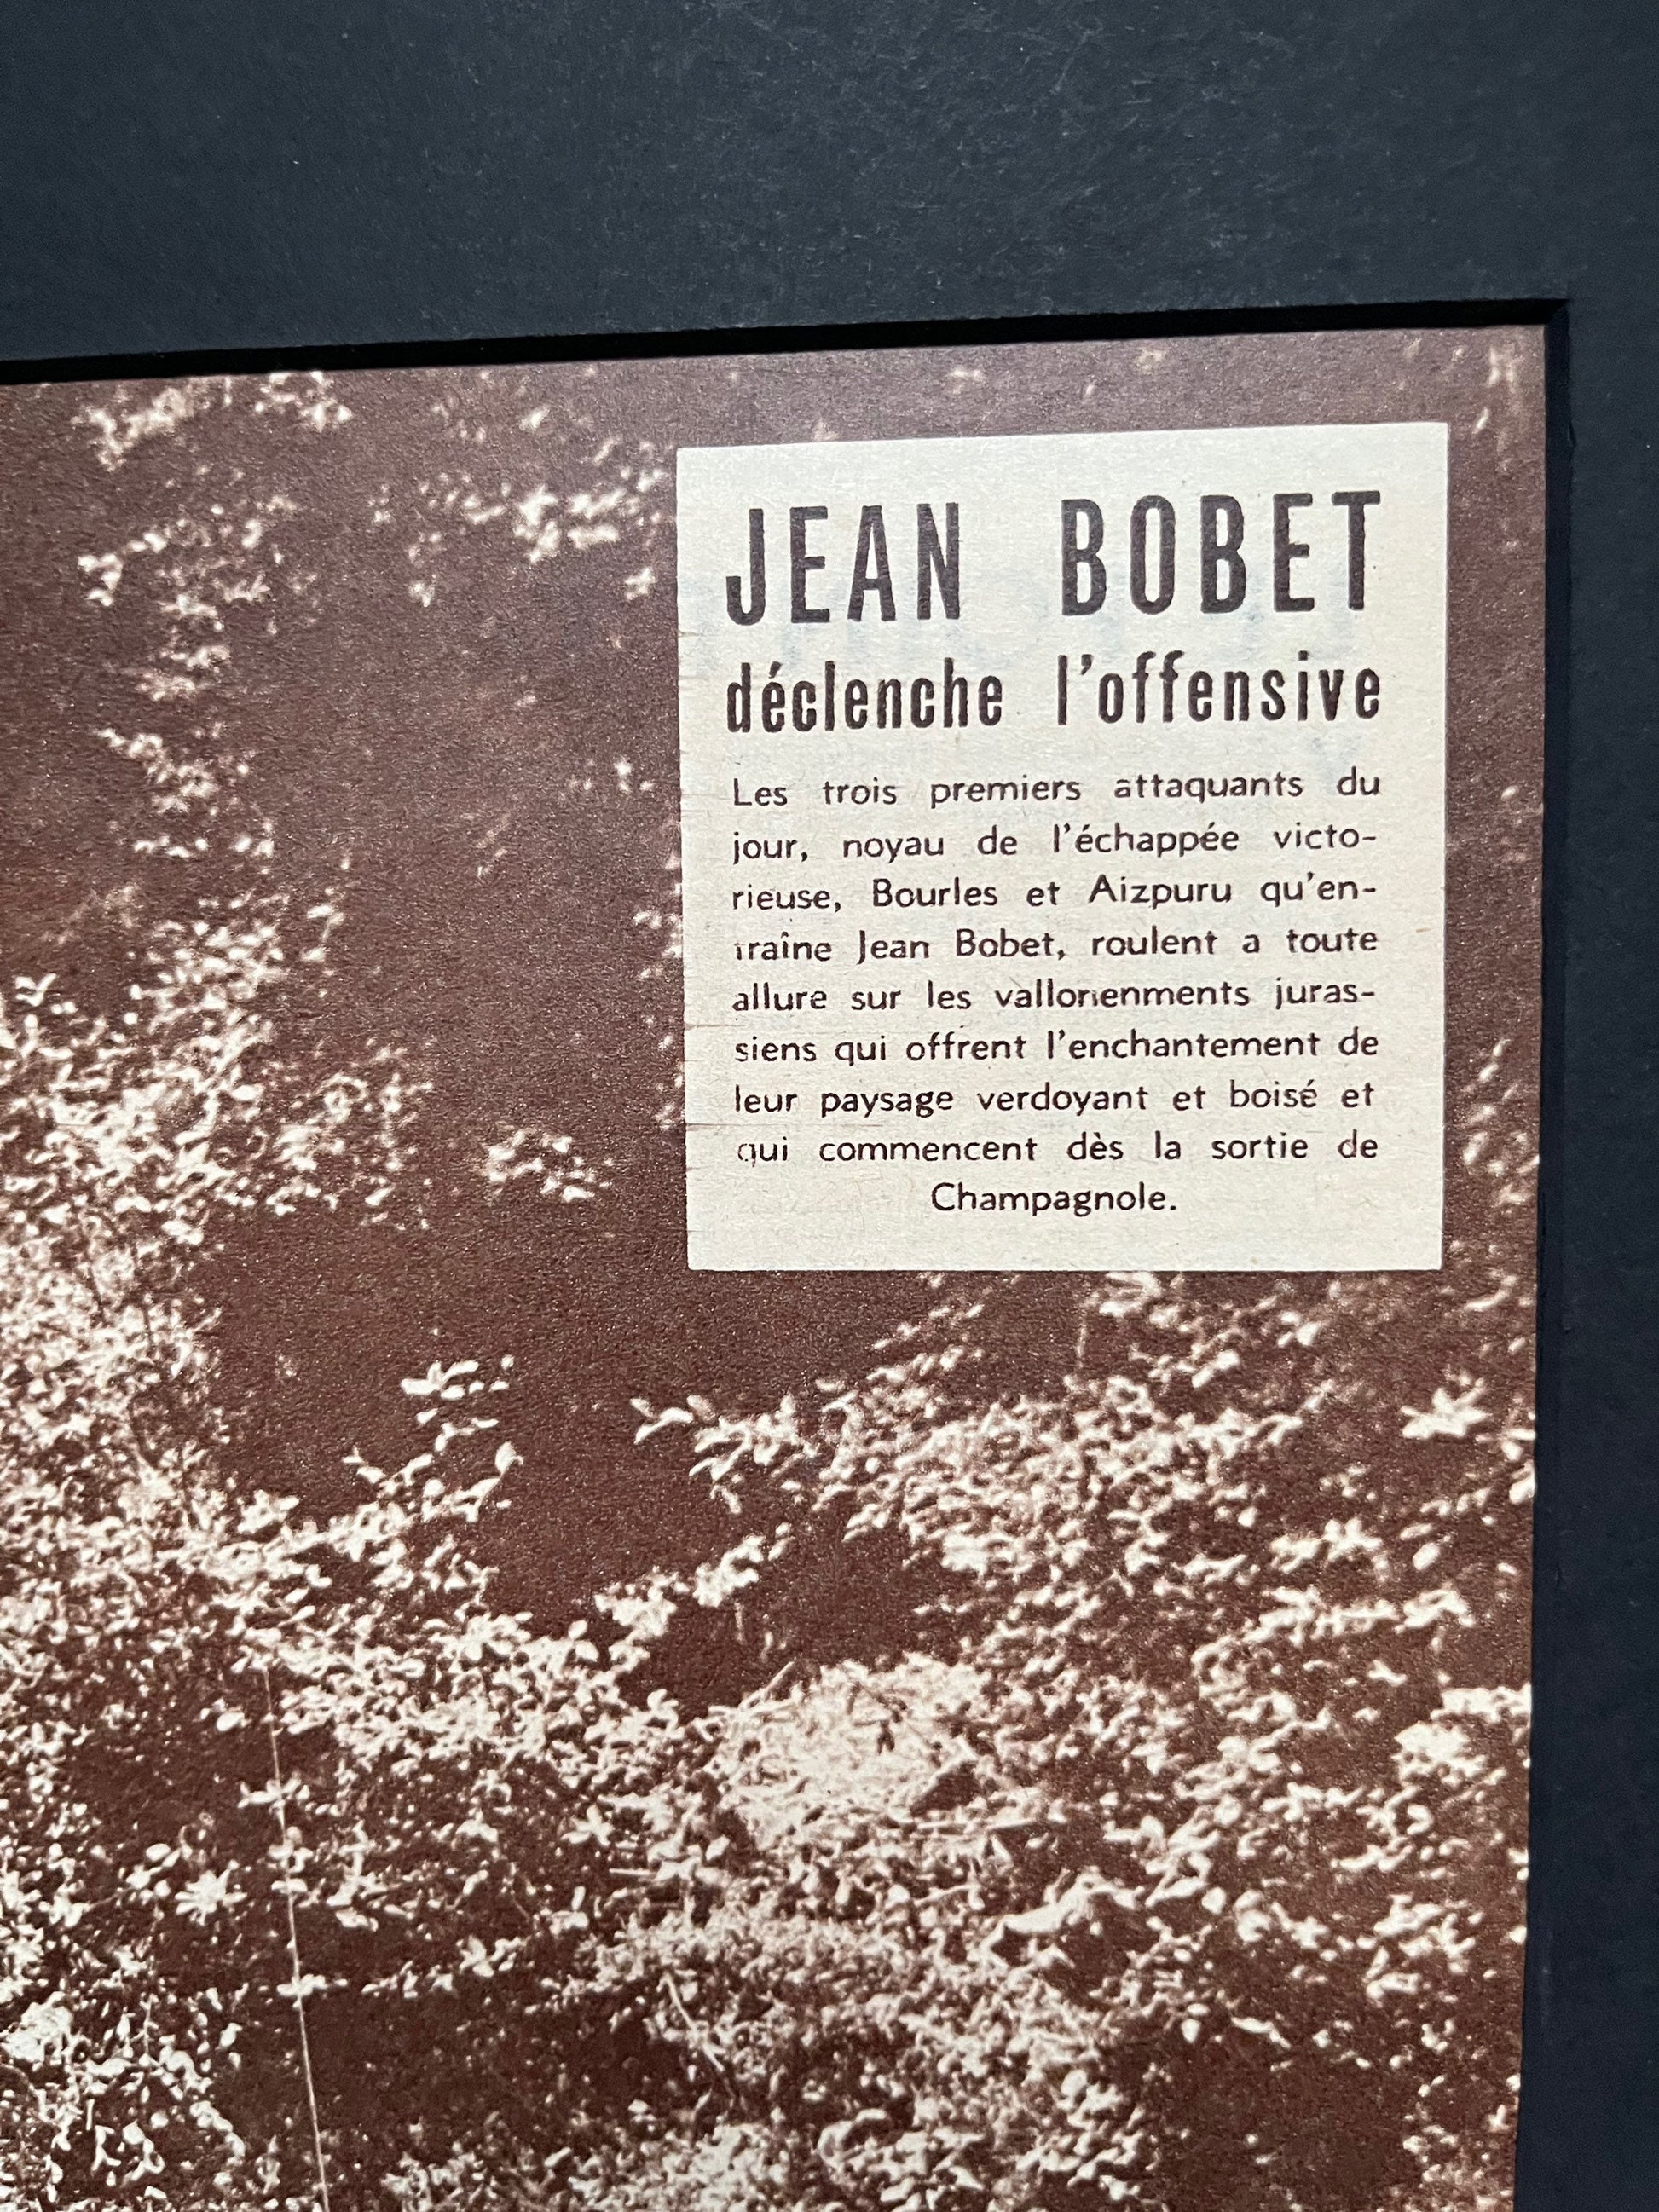 JEAN BOBET
déclenche l'offensive
Les trois premiers attaquants du
jour, noyau de l'échappée victo-
rieuse, Bourles et Aizpuru qu'en-
traîne Jean Bobet, roulent a toute
allure sur les vallonenments juras-
siens qui offrent l'enchantement de
leur paysage verdoyant et boisé et
qui commencent dès la sortie de
Champagnole.